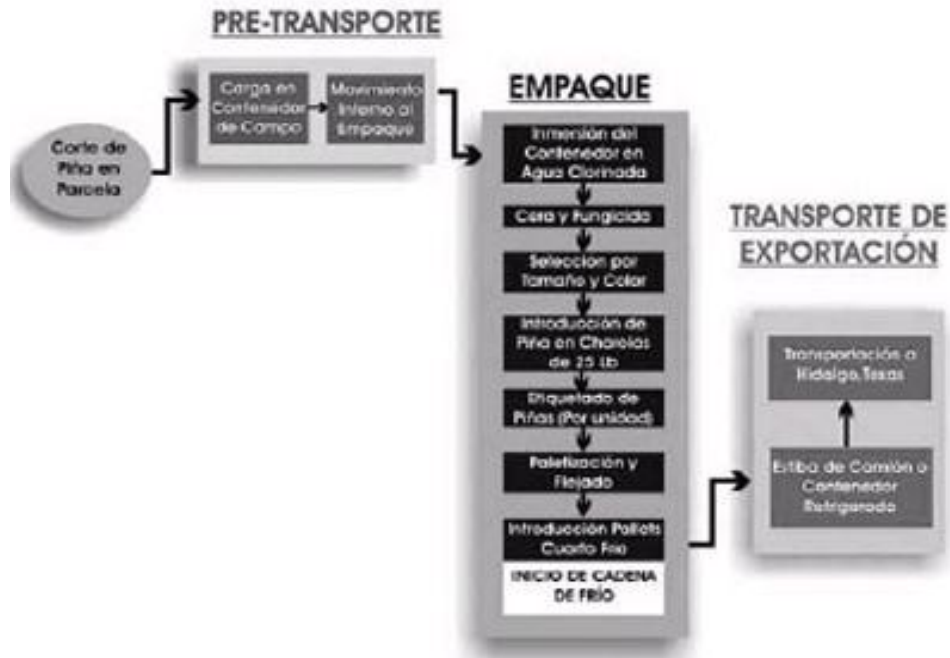 PRE-TRANSPORTE
Carga en
Contenedor
de Campo
Movimiento
Interno al
Empaque
Corte de
Piña en
Parcela
EMPAQUE
Inmersión del
Contenedor en
Agua Clorinada
Cera y Fungicida
Seleccion por
Tamaño y Color
Introducción de
Piña en Charolas
de 25 Lb
Etiquetado de
Piñas (Por unidad)
Paletización y
Flejado
Introducción Pallets
Cuarto Frio
INICIO DE CADENA
DE FRÍO
TRANSPORTE DE
EXPORTACIÓN
Transportación a
Hidalgo, Texas
Estiba de Camión o
Contenedor
Refrigerado